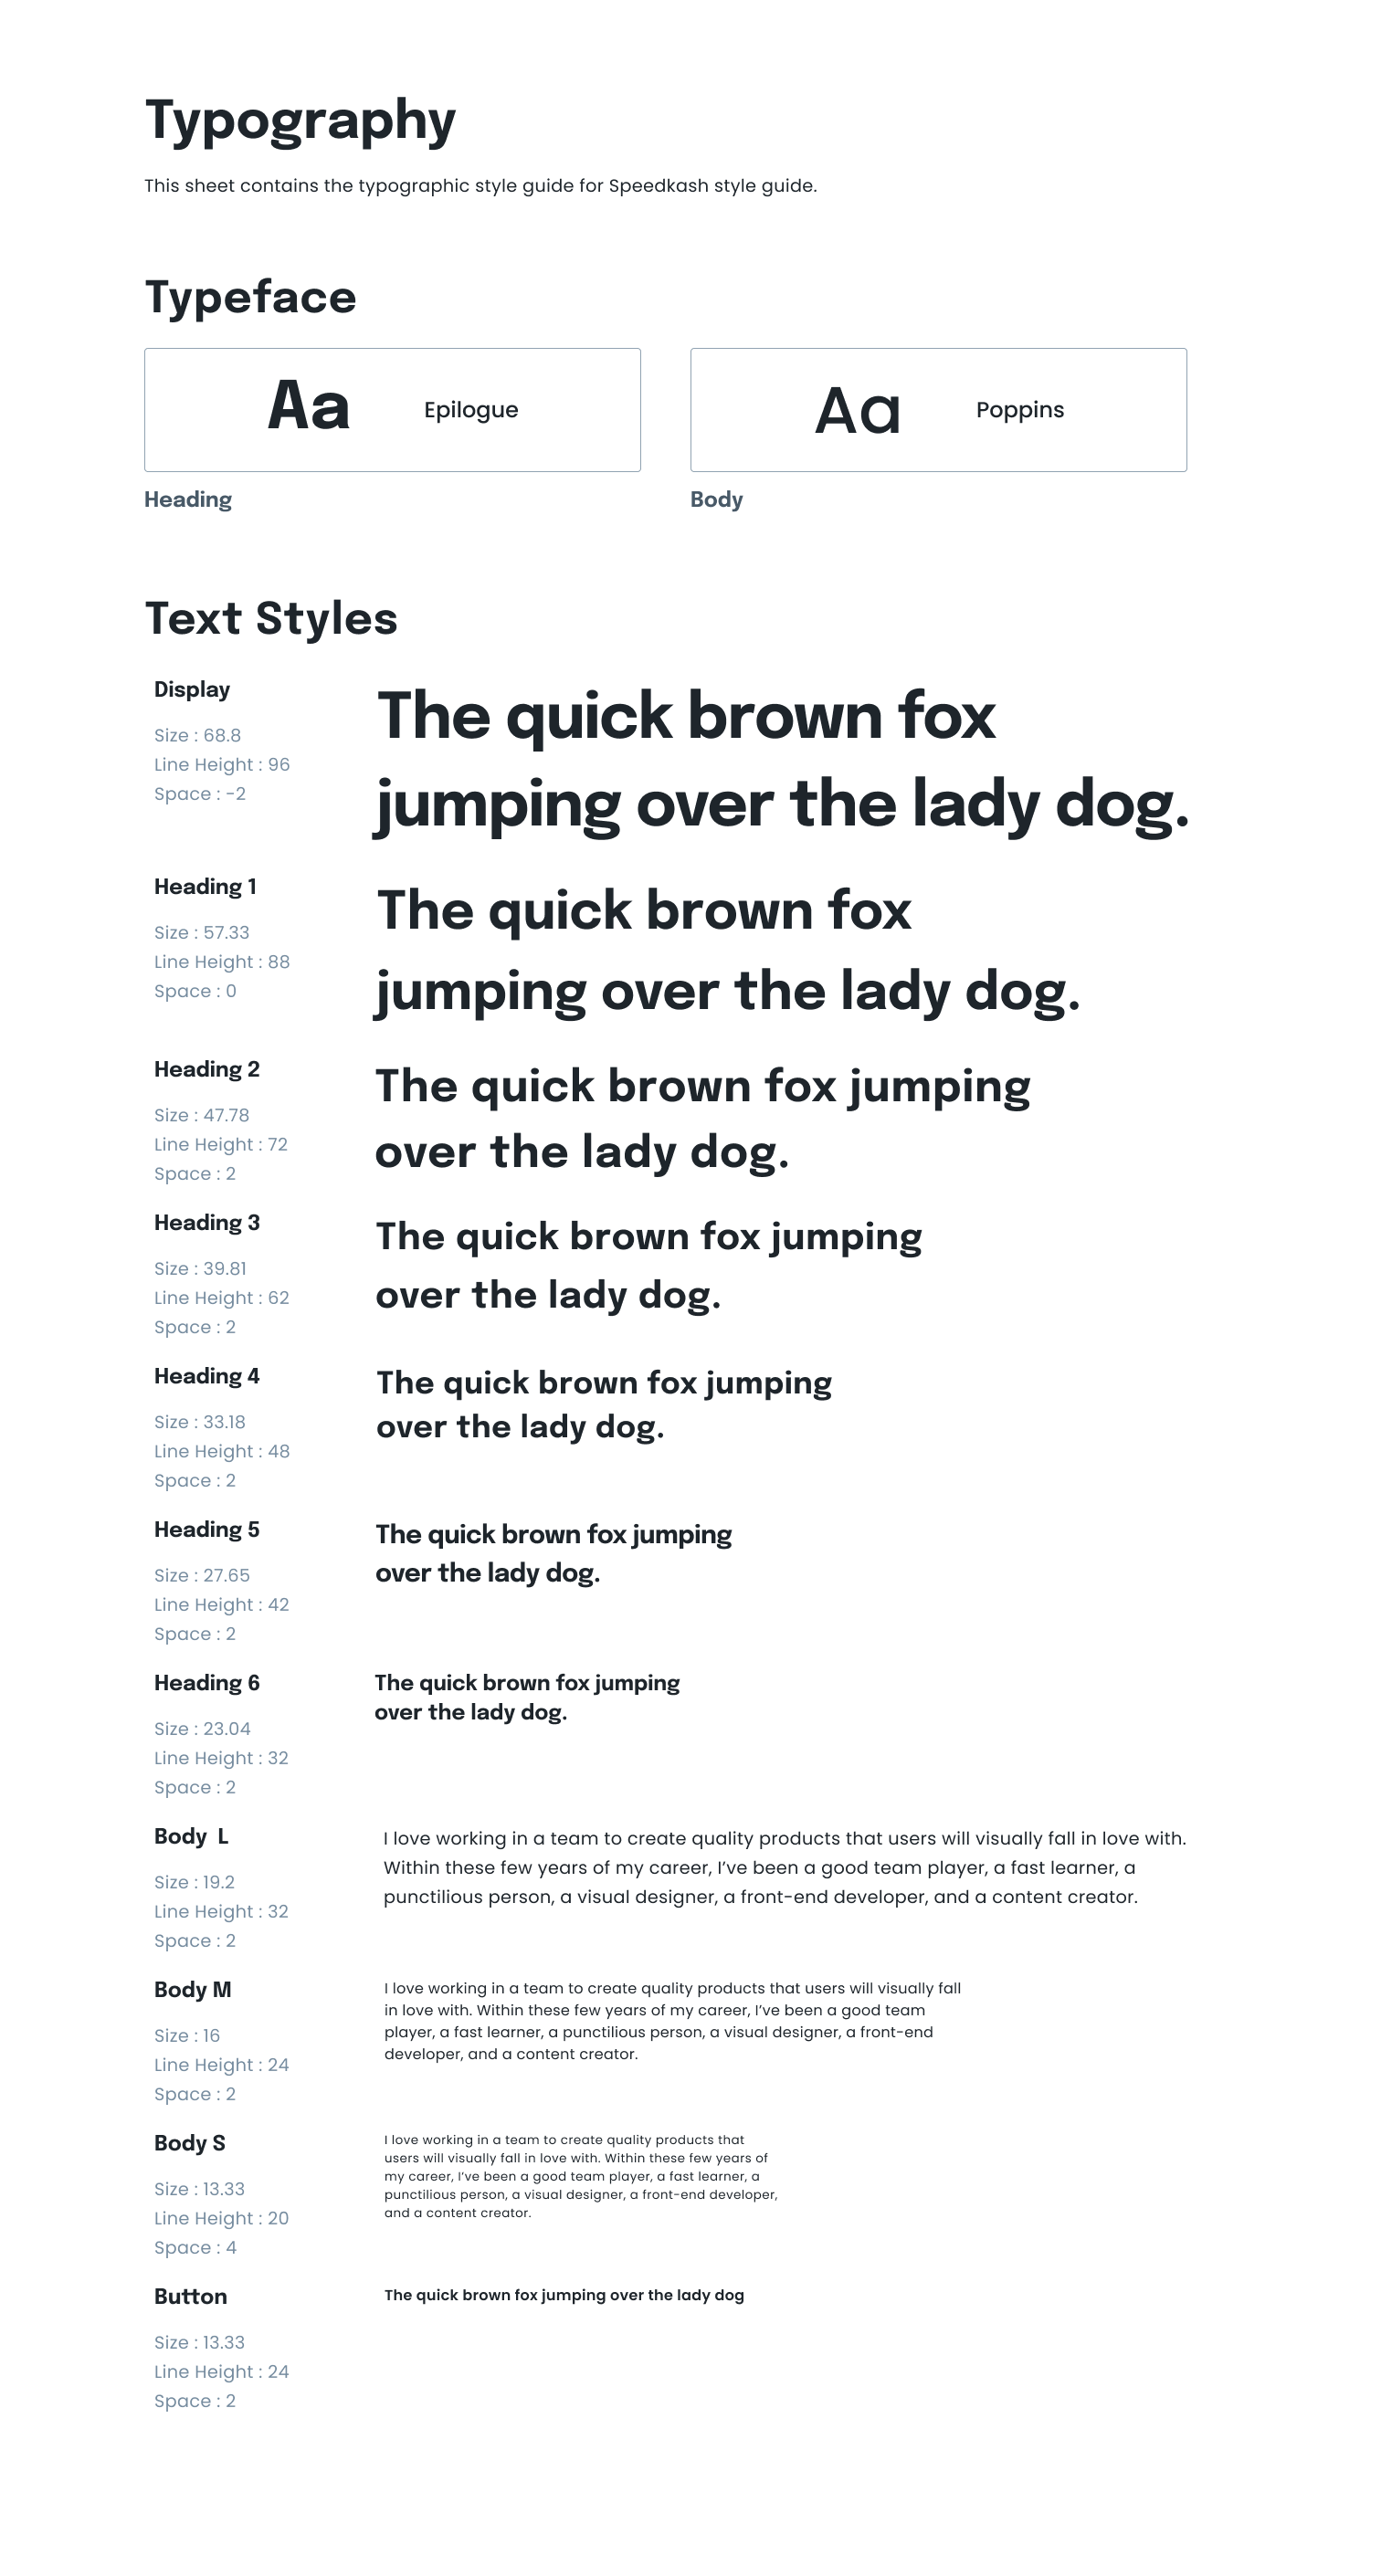 Typography
This sheet contains the typographic style guide for Speedkash style guide.
Typeface
Aa Epilogue
Aa Poppins
Heading
Body
Text Styles
Display
Size : 68.8
Line Height : 96
Space : -2
The quick brown fox
jumping over the lady dog.
Heading 1
Size : 57.33
Line Height : 88
Space : 0
The quick brown fox
jumping over the lady dog.
Heading 2
Size : 47.78
Line Height : 72
Space : 2
The quick brown fox jumping
over the lady dog.
Heading 3
Size : 39.81
Line Height : 62
Space : 2
The quick brown fox jumping
over the lady dog.
Heading 4
Size : 33.18
Line Height : 48
Space : 2
The quick brown fox jumping
over the lady dog.
Heading 5
Size : 27.65
Line Height : 42
Space : 2
The quick brown fox jumping
over the lady dog.
Heading 6
Size : 23.04
Line Height : 32
Space : 2
The quick brown fox jumping
over the lady dog.
Body  L
Size : 19.2
Line Height : 32
Space : 2
I love working in a team to create quality products that users will visually fall in love with.
Within these few years of my career, I’ve been a good team player, a fast learner, a
punctilious person, a visual designer, a front-end developer, and a content creator.
Body M
Size : 16
Line Height : 24
Space : 2
I love working in a team to create quality products that users will visually fall
in love with. Within these few years of my career, I’ve been a good team
player, a fast learner, a punctilious person, a visual designer, a front-end
developer, and a content creator.
Body S
Size : 13.33
Line Height : 20
Space : 4
I love working in a team to create quality products that
users will visually fall in love with. Within these few years of
my career, I’ve been a good team player, a fast learner, a
punctilious person, a visual designer, a front-end developer,
and a content creator.
Button
Size : 13.33
Line Height : 24
Space : 2
The quick brown fox jumping over the lady dog